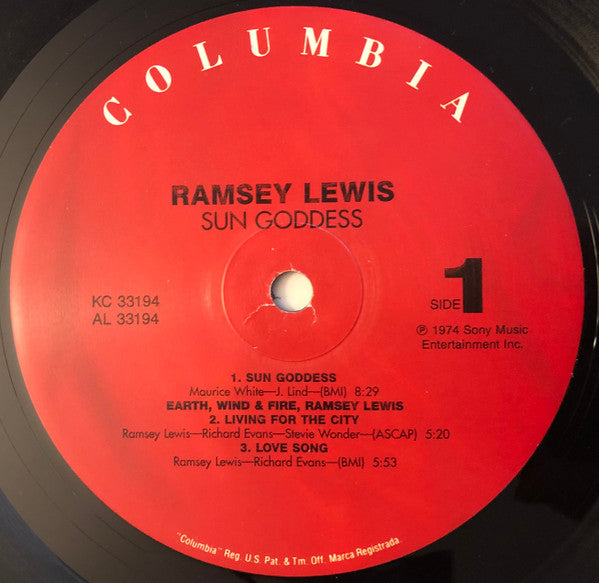 COLUMBIA
RAMSEY LEWIS
SUN GODDESS
KC 33194
AL 33194
SIDE 1
℗ 1974 Sony Music
Entertainment Inc.
1. SUN GODDESS
Maurice White—J. Lind—(BMI) 8:29
EARTH, WIND & FIRE, RAMSEY LEWIS
2. LIVING FOR THE CITY
Ramsey Lewis—Richard Evans—Stevie Wonder—(ASCAP) 5:20
3. LOVE SONG
Ramsey Lewis—Richard Evans—(BMI) 5:53
"Columbia" Reg. U.S. Pat. & Tm. Off. Marca Registrada.